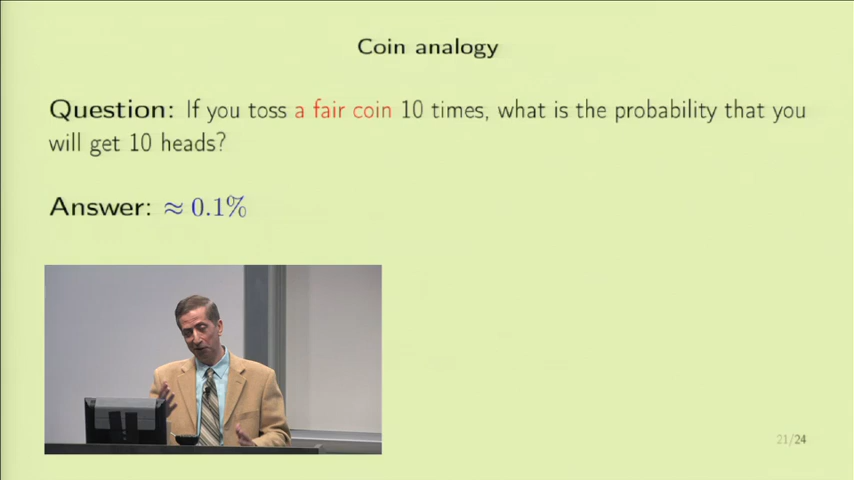 Coin analogy
Question: If you toss a fair coin 10 times, what is the probability that you
will get 10 heads?
Answer: ≈ 0.1%
21/24